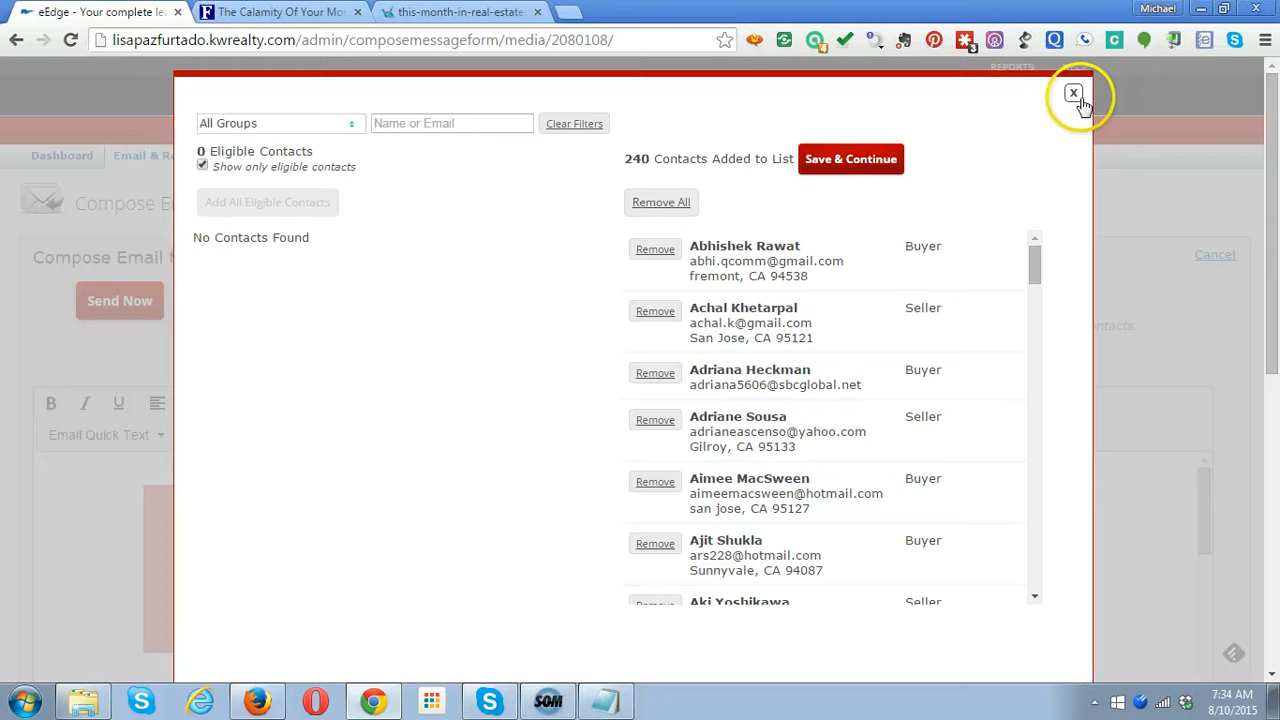 eEdge - Your complete le
The Calamity Of Your Mor
this-month-in-real-estate-
Michael
lisapazfurtado.kwrealty.com/admin/composemessageform/media/2080108/
REPORTS
All Groups
Name or Email
Clear Filters
0 Eligible Contacts
Show only eligible contacts
240 Contacts Added to List
Save & Continue
Dashboard
Email & Re
Add All Eligible Contacts
Remove All
Compose E
No Contacts Found
Compose Email M
Cancel
Send Now
Remove
Abhishek Rawat
Buyer
abhi.qcomm@gmail.com
fremont, CA 94538
Remove
Achal Khetarpal
Seller
achal.k@gmail.com
San Jose, CA 95121
ontacts.
Remove
Adriana Heckman
Buyer
adriana5606@sbcglobal.net
B I U
Email Quick Text
Remove
Adriane Sousa
Seller
adrianeascenso@yahoo.com
Gilroy, CA 95133
Remove
Aimee MacSween
Buyer
aimeemacsween@hotmail.com
san jose, CA 95127
Remove
Ajit Shukla
Buyer
ars228@hotmail.com
Sunnyvale, CA 94087
Remove
Aki Yoshikawa
Seller
SOM
7:34 AM
8/10/2015